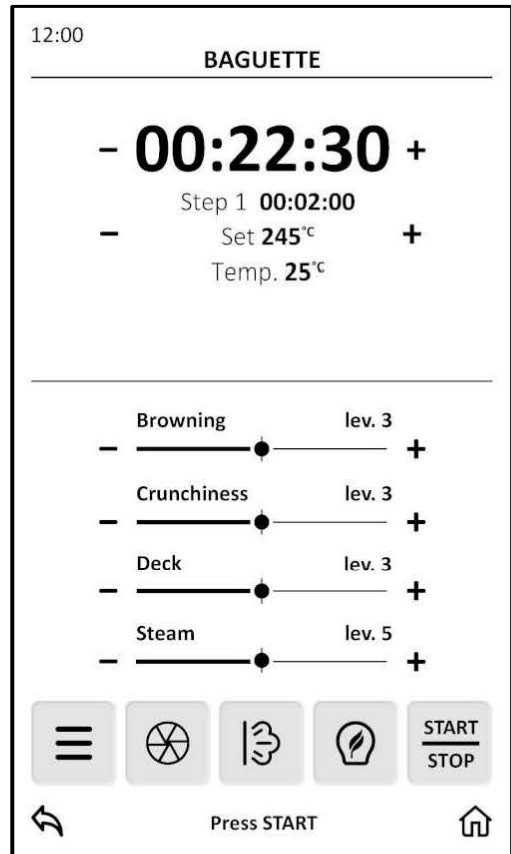 12:00
BAGUETTE
- 00:22:30 +
Step 1 00:02:00
- Set 245°C +
Temp. 25°C
Browning lev. 3
- +
Crunchiness lev. 3
- +
Deck lev. 3
- +
Steam lev. 5
- +
START
STOP
Press START